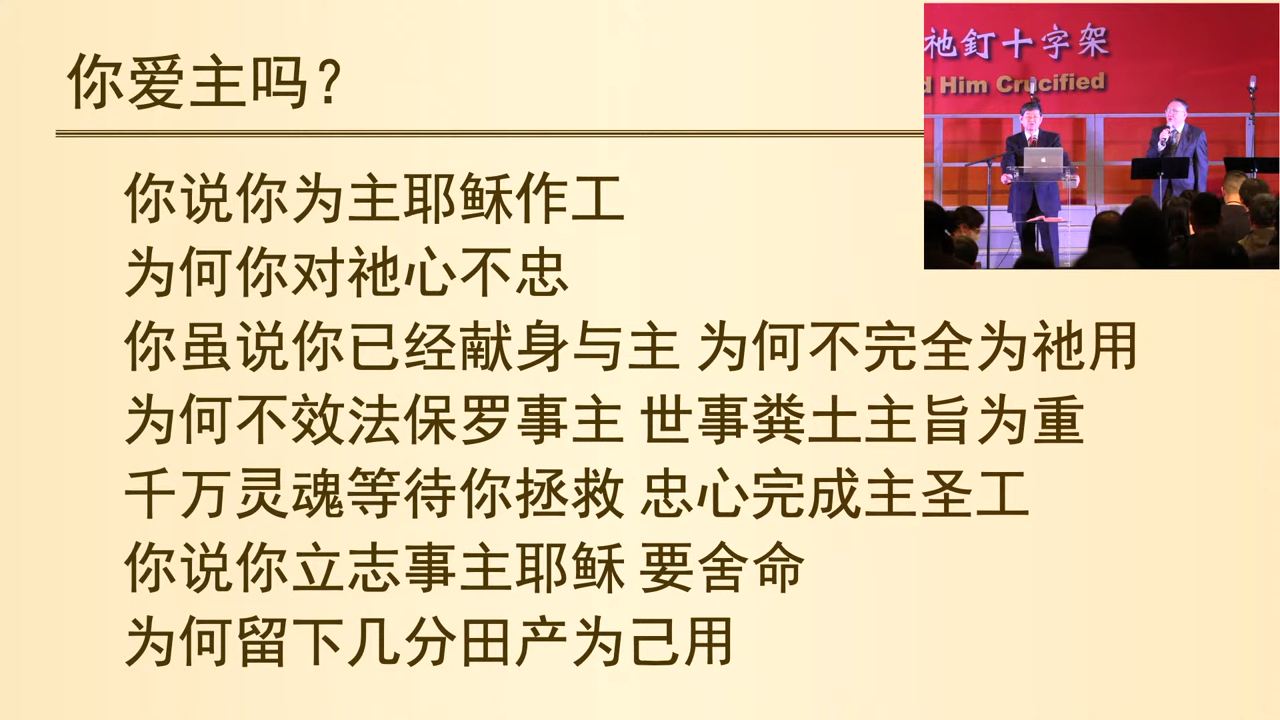 你爱主吗？
祂釘十字架
d Him Crucified
你说你为主耶稣作工
为何你对祂心不忠
你虽说你已经献身与主 为何不完全为祂用
为何不效法保罗事主 世事粪土主旨为重
千万灵魂等待你拯救 忠心完成主圣工
你说你立志事主耶稣 要舍命
为何留下几分田产为己用